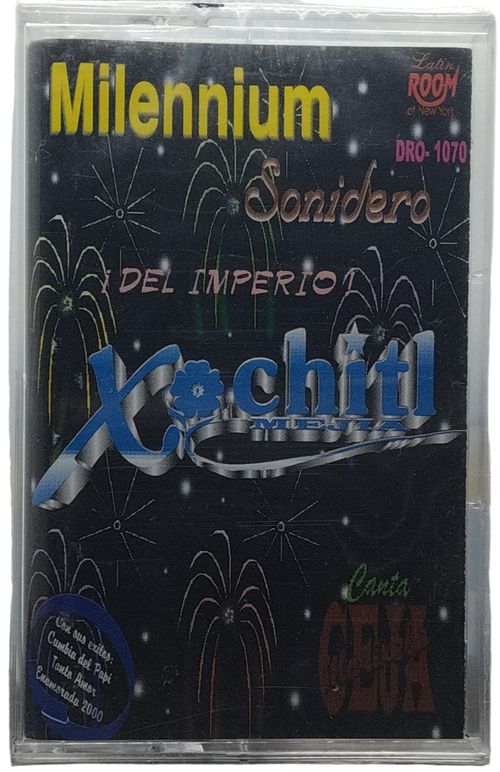 Milennium
Latin
ROOM
of New York
DRO- 1070
Sonidero
¡ DEL IMPERIO !
Xochitl
MEJIA
Canta
CEJA
Con sus exitos:
Cumbia del Papi
Tanto Amor
Enamorada 2000